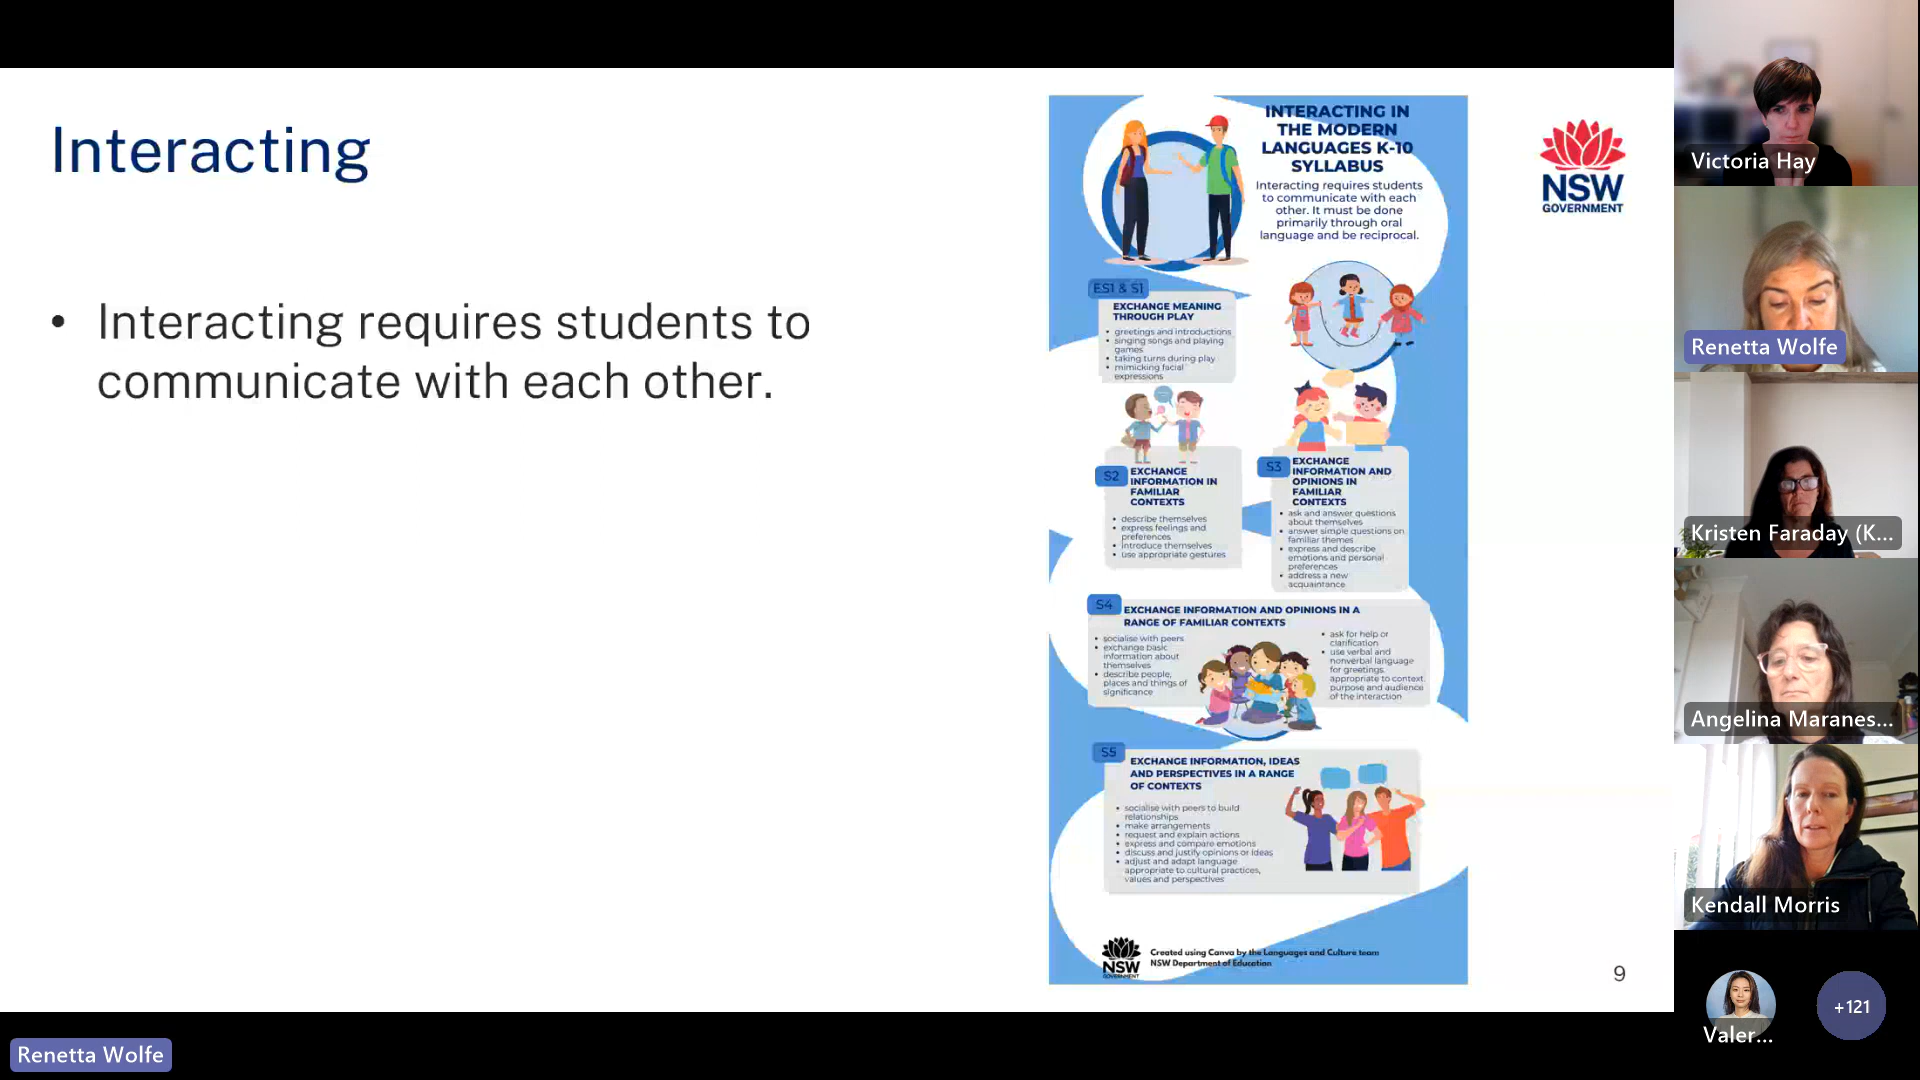 Interacting
• Interacting requires students to
communicate with each other.
INTERACTING IN
THE MODERN
LANGUAGES K-10
SYLLABUS
Interacting requires students
to communicate with each
other. It must be done
primarily through oral
language and be reciprocal.
ES1 & S1
EXCHANGE MEANING
THROUGH PLAY
• greetings and introductions
• singing songs and playing
games
• taking turns during play
• mimicking facial
expressions
S2
EXCHANGE
INFORMATION IN
FAMILIAR
CONTEXTS
• describe themselves
• express feelings and
preferences
• introduce themselves
• use appropriate gestures
S3
EXCHANGE
INFORMATION AND
OPINIONS IN
FAMILIAR
CONTEXTS
• ask and answer questions
about themselves
• answer simple questions on
familiar themes
• express and describe
emotions and personal
preferences
• address a new
acquaintance
S4
EXCHANGE INFORMATION AND OPINIONS IN A
RANGE OF FAMILIAR CONTEXTS
• socialise with peers
• exchange basic
information about
themselves
• describe people,
places and things of
significance
• ask for help or
clarification
• use verbal and
nonverbal language
for greetings
appropriate to context
purpose and audience
of the interaction
S5
EXCHANGE INFORMATION, IDEAS
AND PERSPECTIVES IN A RANGE
OF CONTEXTS
• socialise with peers to build
relationships
• make arrangements
• request and explain actions
• express and compare emotions
• discuss and justify opinions or ideas
• adjust and adapt language
appropriate to cultural practices,
values and perspectives
NSW
GOVERNMENT
Created using Canva by the Languages and Culture team
NSW Department of Education
NSW
GOVERNMENT
9
Victoria Hay
Renetta Wolfe
Kristen Faraday (K...
Angelina Maranes...
Kendall Morris
Valer...
+121
Renetta Wolfe